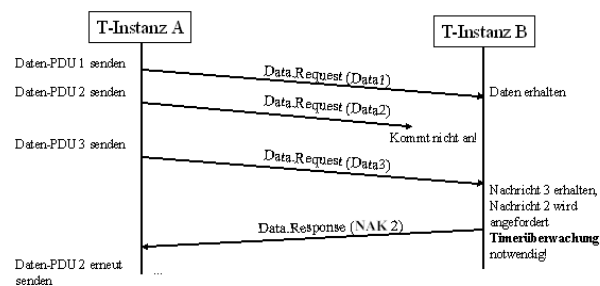 T-Instanz A
T-Instanz B
Daten-PDU 1 senden
Data.Request (Data1)
Daten-PDU 2 senden
Daten erhalten
Data.Request (Data2)
Kommt nicht an!
Daten-PDU 3 senden
Data.Request (Data3)
Nachricht 3 erhalten,
Nachricht 2 wird
angefordert
Timerüberwachung
notwendig!
Data.Response (NAK 2)
Daten-PDU 2 erneut
senden
...